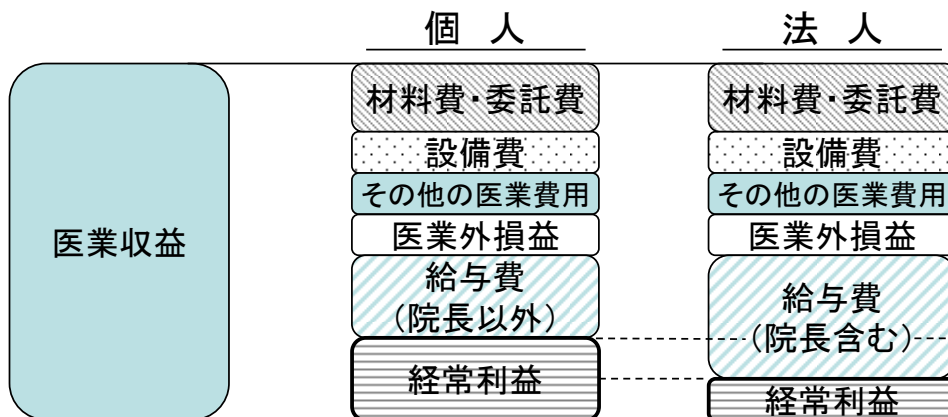 個 人
法 人
医業収益
材料費・委託費
設備費
その他の医業費用
医業外損益
給与費
(院長以外)
経常利益
材料費・委託費
設備費
その他の医業費用
医業外損益
給与費
(院長含む)
経常利益